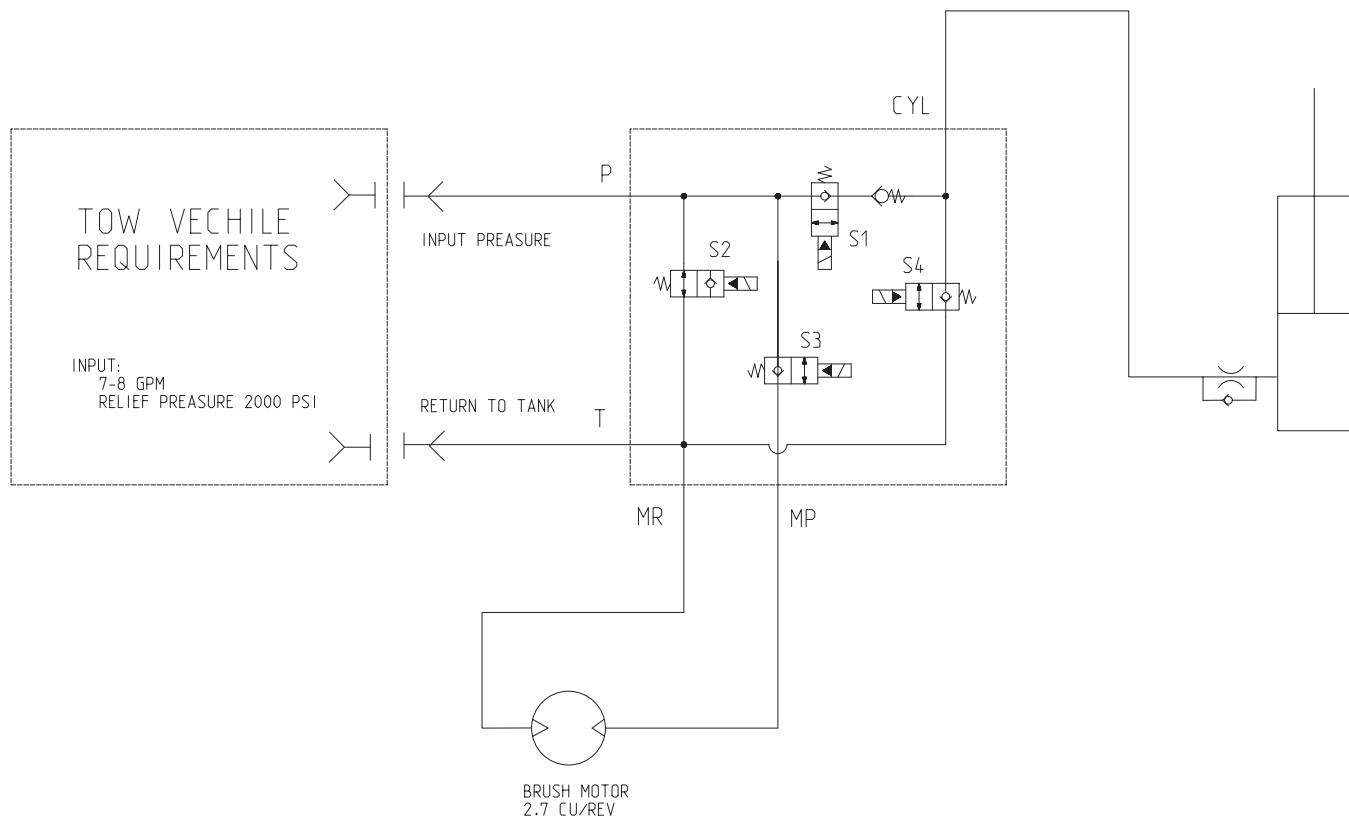 CYL
P
TOW VECHILE
REQUIREMENTS
INPUT PREASURE
S1
S2
S4
S3
INPUT:
7-8 GPM
RELIEF PREASURE 2000 PSI
RETURN TO TANK
T
MR
MP
BRUSH MOTOR
2.7 CU/REV